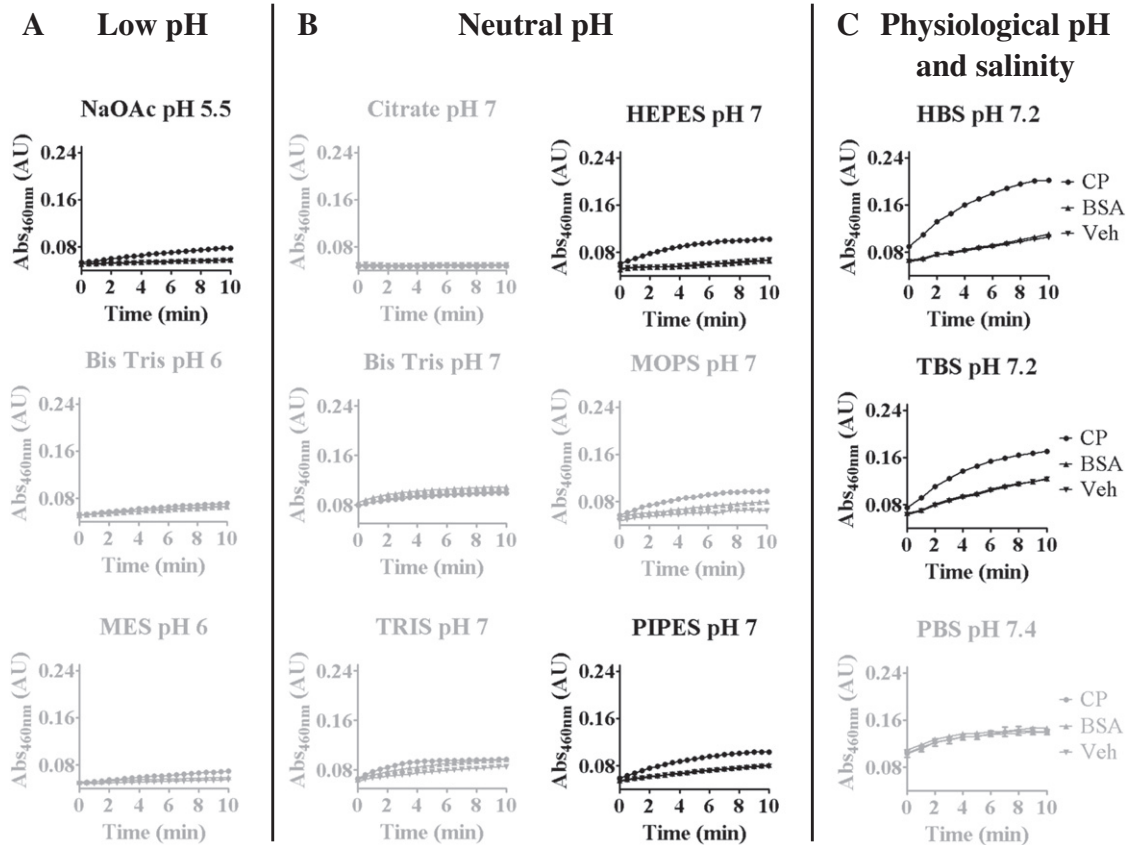 A Low pH
NaOAc pH 5.5
Abs460nm (AU)
0.24
0.16
0.08
0 2 4 6 8 10
Time (min)
Bis Tris pH 6
Abs460nm (AU)
0.24
0.16
0.08
0 2 4 6 8 10
Time (min)
MES pH 6
Abs460nm (AU)
0.24
0.16
0.08
0 2 4 6 8 10
Time (min)
B Neutral pH
Citrate pH 7
Abs460nm (AU)
0.24
0.16
0.08
0 2 4 6 8 10
Time (min)
HEPES pH 7
Abs460nm (AU)
0.24
0.16
0.08
0 2 4 6 8 10
Time (min)
Bis Tris pH 7
Abs460nm (AU)
0.24
0.16
0.08
0 2 4 6 8 10
Time (min)
MOPS pH 7
Abs460nm (AU)
0.24
0.16
0.08
0 2 4 6 8 10
Time (min)
TRIS pH 7
Abs460nm (AU)
0.24
0.16
0.08
0 2 4 6 8 10
Time (min)
PIPES pH 7
Abs460nm (AU)
0.24
0.16
0.08
0 2 4 6 8 10
Time (min)
C Physiological pH
and salinity
HBS pH 7.2
Abs460nm (AU)
0.24
0.16
0.08
0 2 4 6 8 10
Time (min)
CP
BSA
Veh
TBS pH 7.2
Abs460nm (AU)
0.24
0.16
0.08
0 2 4 6 8 10
Time (min)
CP
BSA
Veh
PBS pH 7.4
Abs460nm (AU)
0.24
0.16
0.08
0 2 4 6 8 10
Time (min)
CP
BSA
Veh